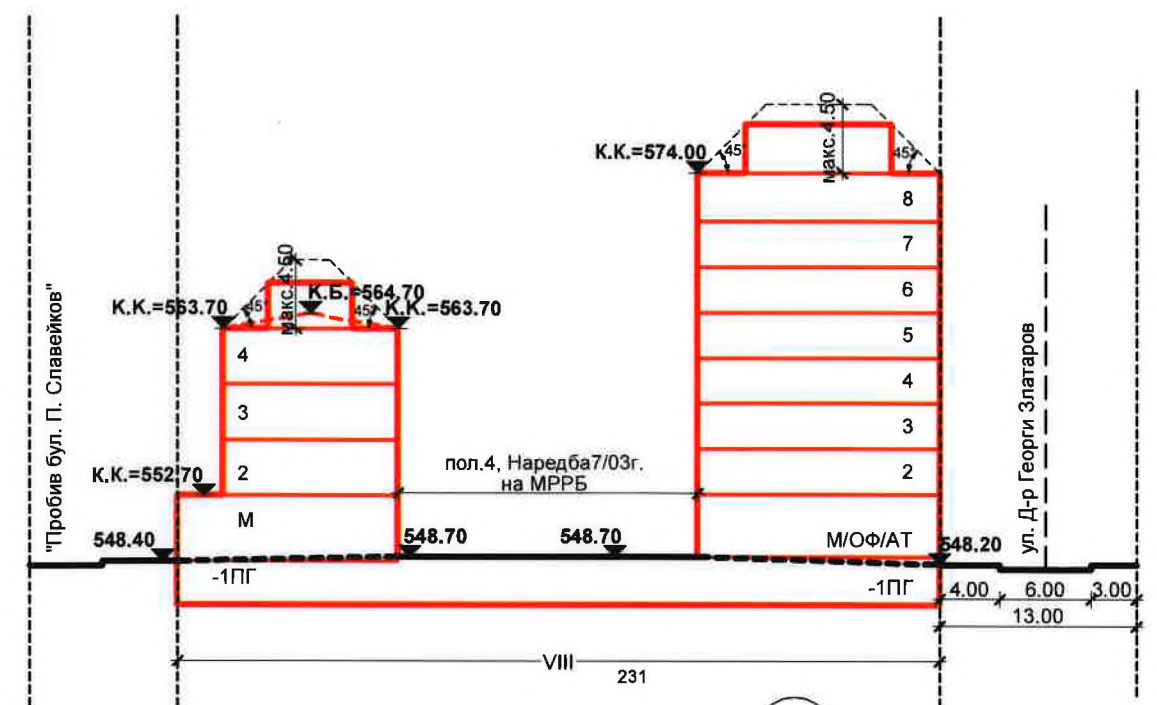 макс.4.50
К.К.=574.00
45°
45°
8
7
6
5
4
3
2
М/ОФ/АТ
-1ПГ
макс.4.50
К.Б.=564.70
К.К.=563.70
45°
45°
К.К.=563.70
4
3
2
К.К.=552.70
М
-1ПГ
пол.4, Наредба7/03г.
на МРРБ
"Пробив бул. П. Славейков"
ул. Д-р Георги Златаров
548.40
548.70
548.70
548.20
4.00
6.00
3.00
13.00
VIII
231